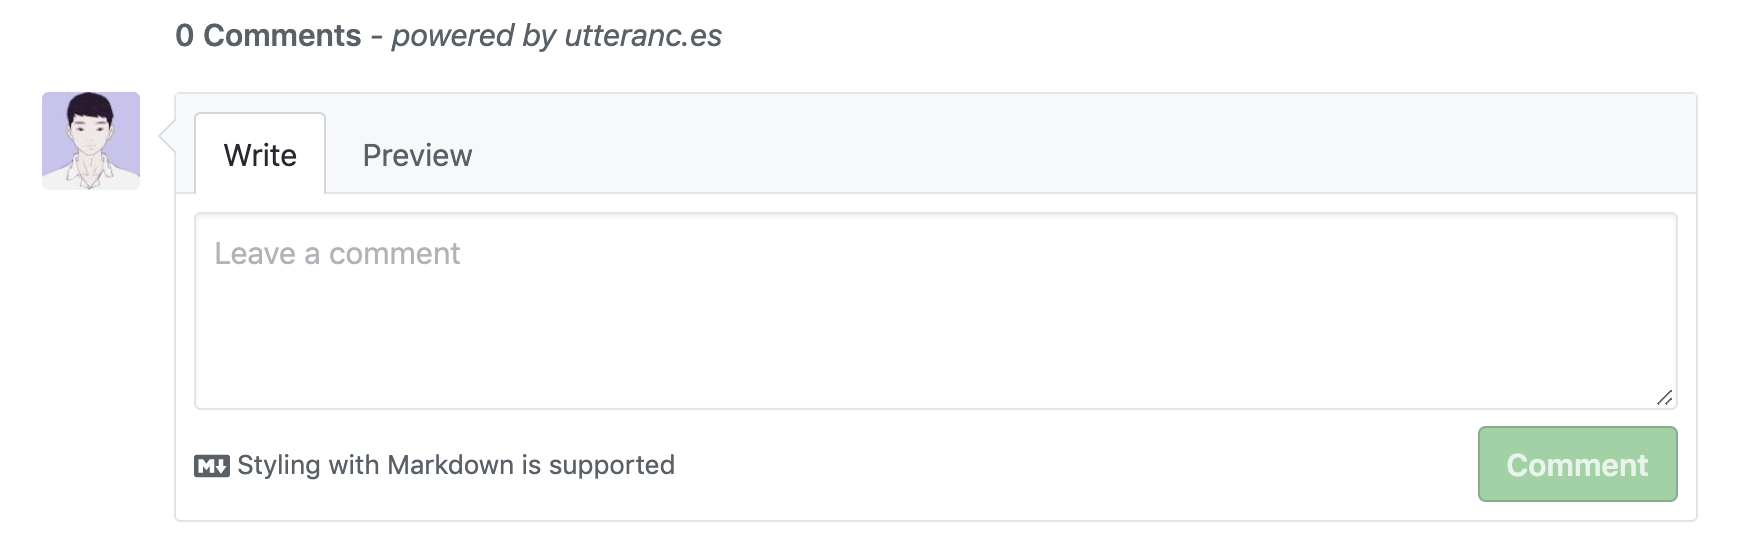 0 Comments - powered by utteranc.es
Write Preview
Leave a comment
M↓ Styling with Markdown is supported
Comment